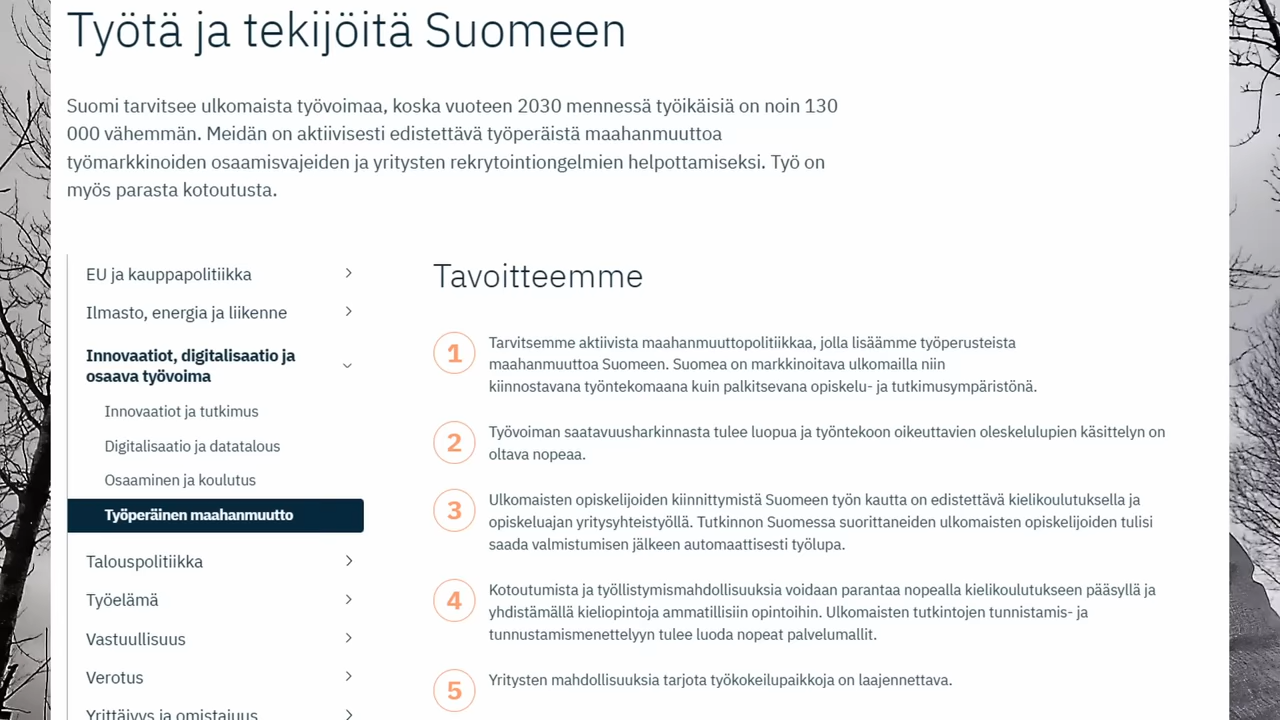 Työtä ja tekijöitä Suomeen
Suomi tarvitsee ulkomaista työvoimaa, koska vuoteen 2030 mennessä työikäisiä on noin 130
000 vähemmän. Meidän on aktiivisesti edistettävä työperäistä maahanmuuttoa
työmarkkinoiden osaamisvajeiden ja yritysten rekrytointiongelmien helpottamiseksi. Työ on
myös parasta kotoutusta.
EU ja kauppapolitiikka
Ilmasto, energia ja liikenne
Innovaatiot, digitalisaatio ja
osaava työvoima
Innovaatiot ja tutkimus
Digitalisaatio ja datatalous
Osaaminen ja koulutus
Työperäinen maahanmuutto
Talouspolitiikka
Työelämä
Vastuullisuus
Verotus
Yrittäjyys ja omistajuus
Tavoitteemme
1 Tarvitsemme aktiivista maahanmuuttopolitiikkaa, jolla lisäämme työperusteista
maahanmuuttoa Suomeen. Suomea on markkinoitava ulkomailla niin
kiinnostavana työntekomaana kuin palkitsevana opiskelu- ja tutkimusympäristönä.
2 Työvoiman saatavuusharkinnasta tulee luopua ja työntekoon oikeuttavien oleskelulupien käsittelyn on
oltava nopeaa.
3 Ulkomaisten opiskelijoiden kiinnittymistä Suomeen työn kautta on edistettävä kielikoulutuksella ja
opiskeluajan yritysyhteistyöllä. Tutkinnon Suomessa suorittaneiden ulkomaisten opiskelijoiden tulisi
saada valmistumisen jälkeen automaattisesti työlupa.
4 Kotoutumista ja työllistymismahdollisuuksia voidaan parantaa nopealla kielikoulutukseen pääsyllä ja
yhdistämällä kieliopintoja ammatillisiin opintoihin. Ulkomaisten tutkintojen tunnistamis- ja
tunnustamismenettelyyn tulee luoda nopeat palvelumallit.
5 Yritysten mahdollisuuksia tarjota työkokeilupaikkoja on laajennettava.